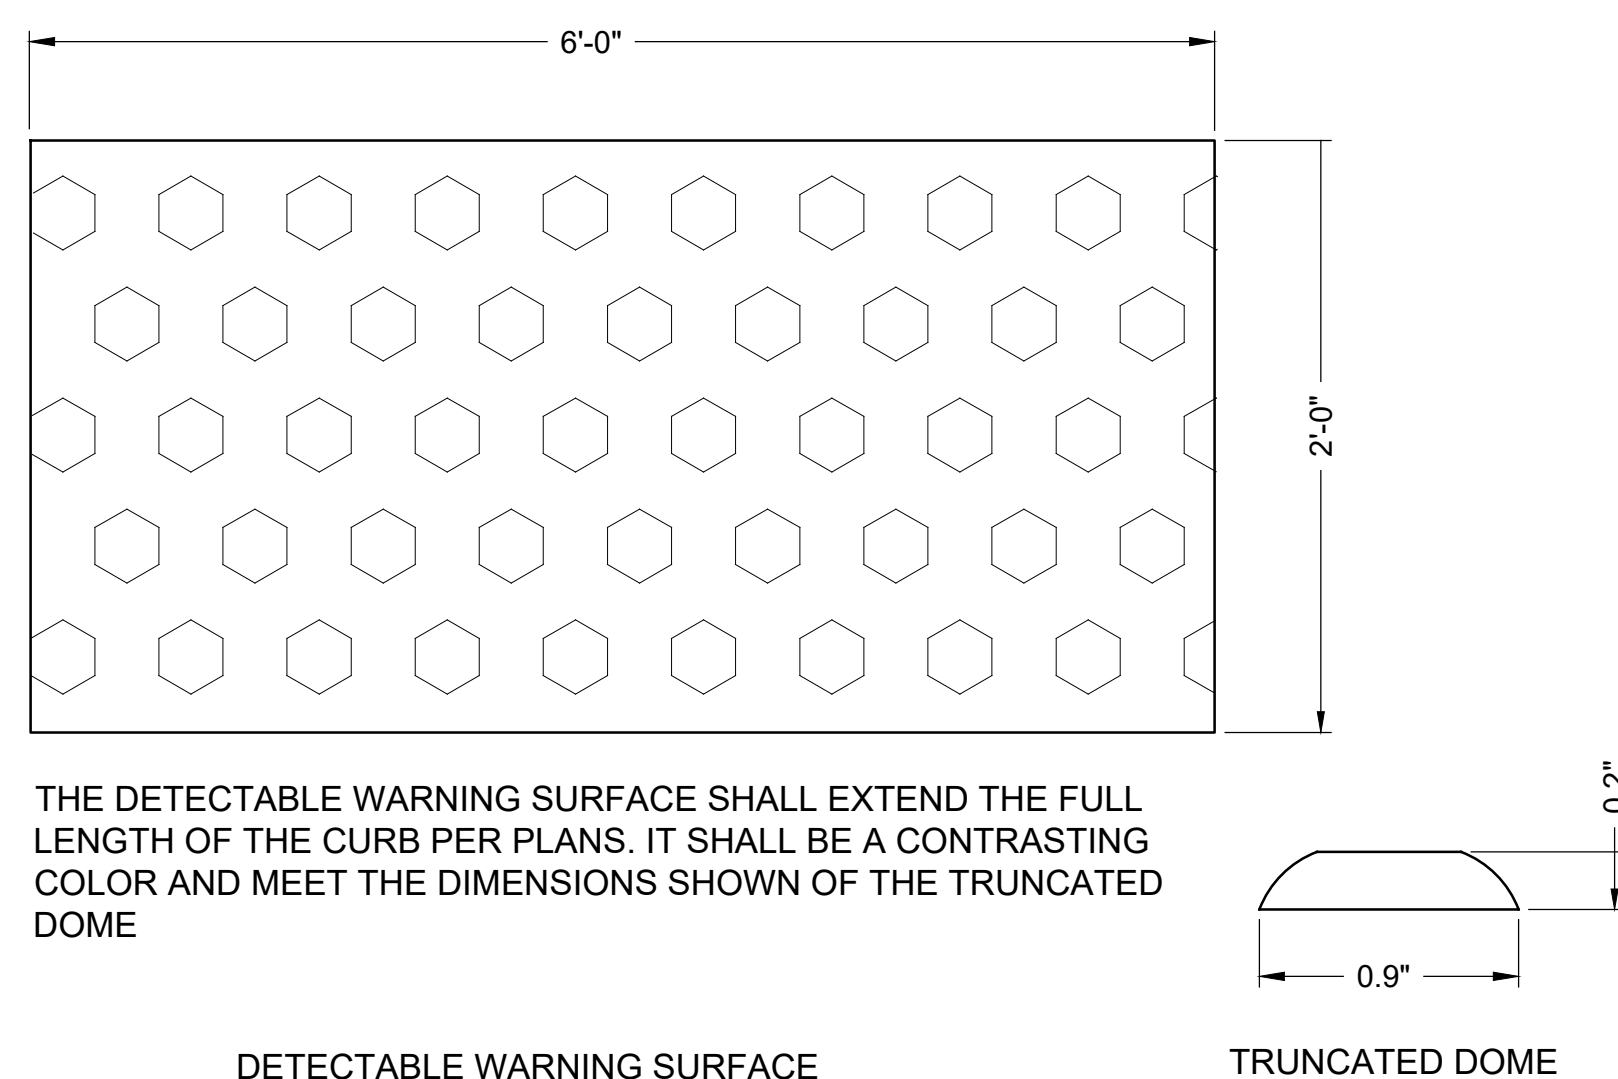 6'-0"
2'-0"
THE DETECTABLE WARNING SURFACE SHALL EXTEND THE FULL
LENGTH OF THE CURB PER PLANS. IT SHALL BE A CONTRASTING
COLOR AND MEET THE DIMENSIONS SHOWN OF THE TRUNCATED
DOME
0.2"
0.9"
DETECTABLE WARNING SURFACE
TRUNCATED DOME